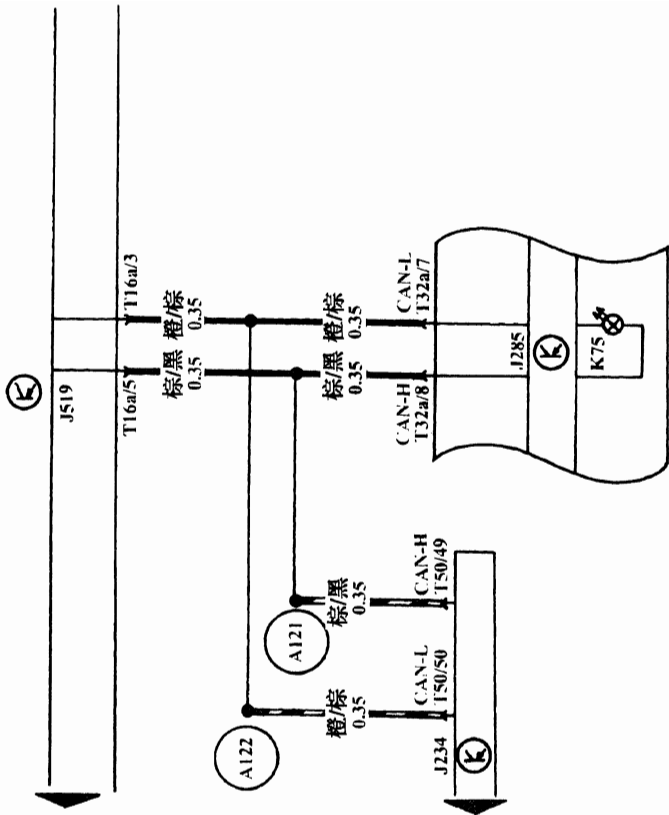 J519
T16a/5
T16a/3
棕/黑
0.35
橙/棕
0.35
棕/黑
0.35
橙/棕
0.35
CAN-H
T32a/8
CAN-L
T32a/7
J285
K
K75
K
A122
A121
橙/棕
0.35
棕/黑
0.35
CAN-L
T50/50
CAN-H
T50/49
J234
K